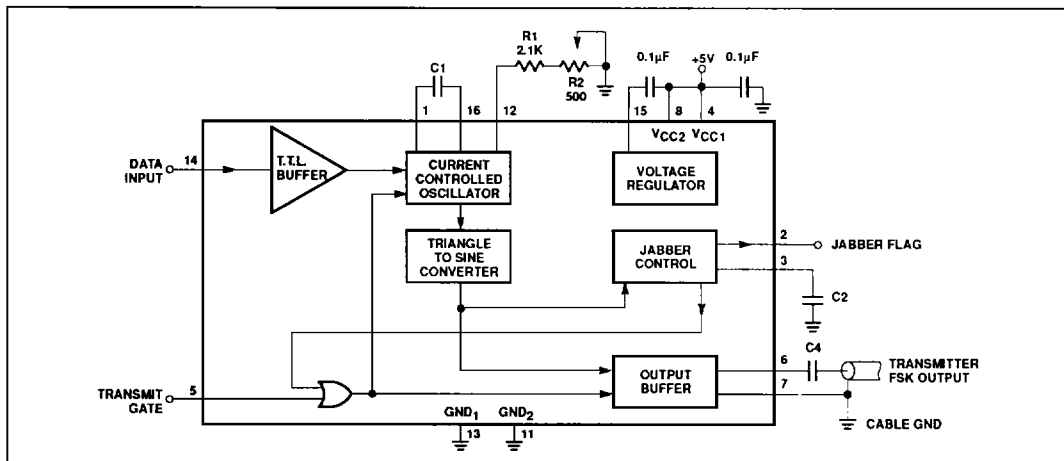 R1
2.1K
R2
500
C1
0.1μF
+5V
0.1μF
1
16
12
15
8
4
VCC2
VCC1
DATA
INPUT
14
T.T.L.
BUFFER
CURRENT
CONTROLLED
OSCILLATOR
VOLTAGE
REGULATOR
TRIANGLE
TO SINE
CONVERTER
JABBER
CONTROL
2
JABBER FLAG
3
C2
OUTPUT
BUFFER
6
C4
7
TRANSMITTER
FSK OUTPUT
CABLE GND
TRANSMIT
GATE
5
GND1
GND2
13
11